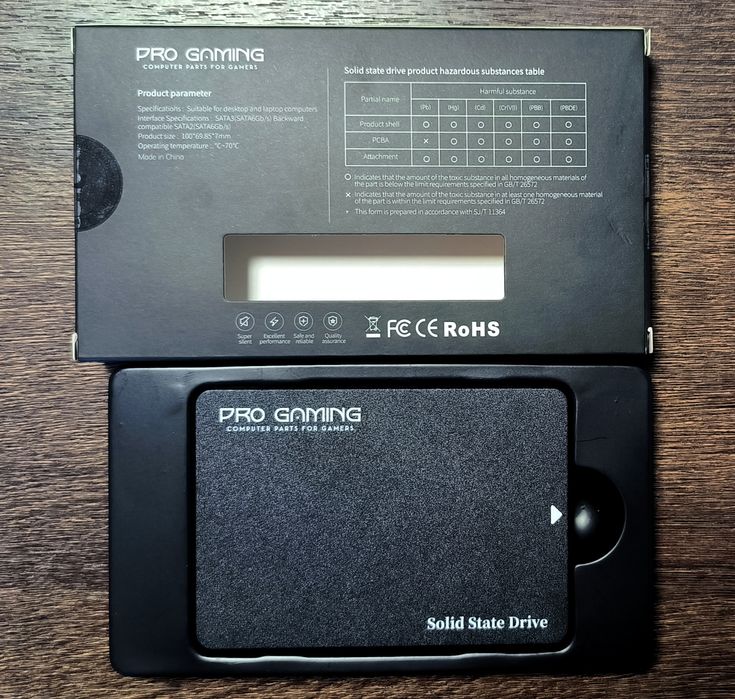 PRO GAMING
COMPUTER PARTS FOR GAMERS
Product parameter
Specifications : Suitable for desktop and laptop computers
Interface Specifications : SATA3(SATA6Gb/s) Backward
compatible SATA2(SATA6Gb/s)
Product size : 100*69.85*7mm
Operating temperature : °C~70°C
Made in China
Solid state drive product hazardous substances table
Partial name Harmful substance
(Pb) (Hg) (Cd) (Cr(VI)) (PBB) (PBDE)
Product shell O O O O O O
PCBA × O O O O O
Attachment O O O O O O
O Indicates that the amount of the toxic substance in all homogeneous materials of
the part is below the limit requirements specified in GB/T 26572
× Indicates that the amount of the toxic substance in at least one homogeneous material
of the part is within the limit requirements specified in GB/T 26572
• This form is prepared in accordance with SJ/T 11364
Super
silent
Excellent
performance
Safe and
reliable
Quality
assurance
FC CE RoHS
PRO GAMING
COMPUTER PARTS FOR GAMERS
Solid State Drive